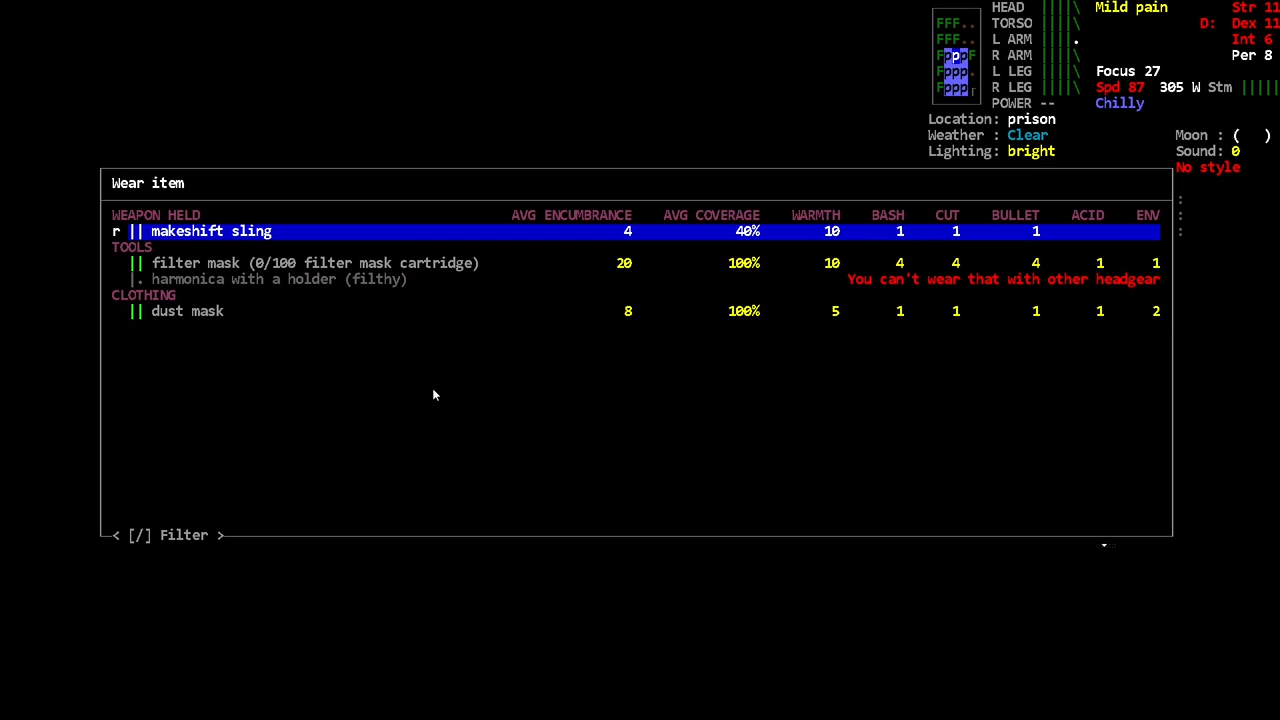 HEAD ||||\ Mild pain Str 11
FFF.. TORSO ||||\ D: Dex 11
FFF.. L ARM ||||. Int 6
FpppF R ARM ||||\ Per 8
Fppp. L LEG ||||\ Focus 27
Fpppr R LEG ||||\ Spd 87 305 W Stm |||||
POWER -- Chilly
Location: prison
Weather : Clear Moon : (   )
Lighting: bright Sound: 0
No style
Wear item :
WEAPON HELD AVG ENCUMBRANCE AVG COVERAGE WARMTH BASH CUT BULLET ACID ENV :
r || makeshift sling 4 40% 10 1 1 1 :
TOOLS
|| filter mask (0/100 filter mask cartridge) 20 100% 10 4 4 4 1 1
|. harmonica with a holder (filthy) You can't wear that with other headgear
CLOTHING
|| dust mask 8 100% 5 1 1 1 1 2
< [/] Filter >